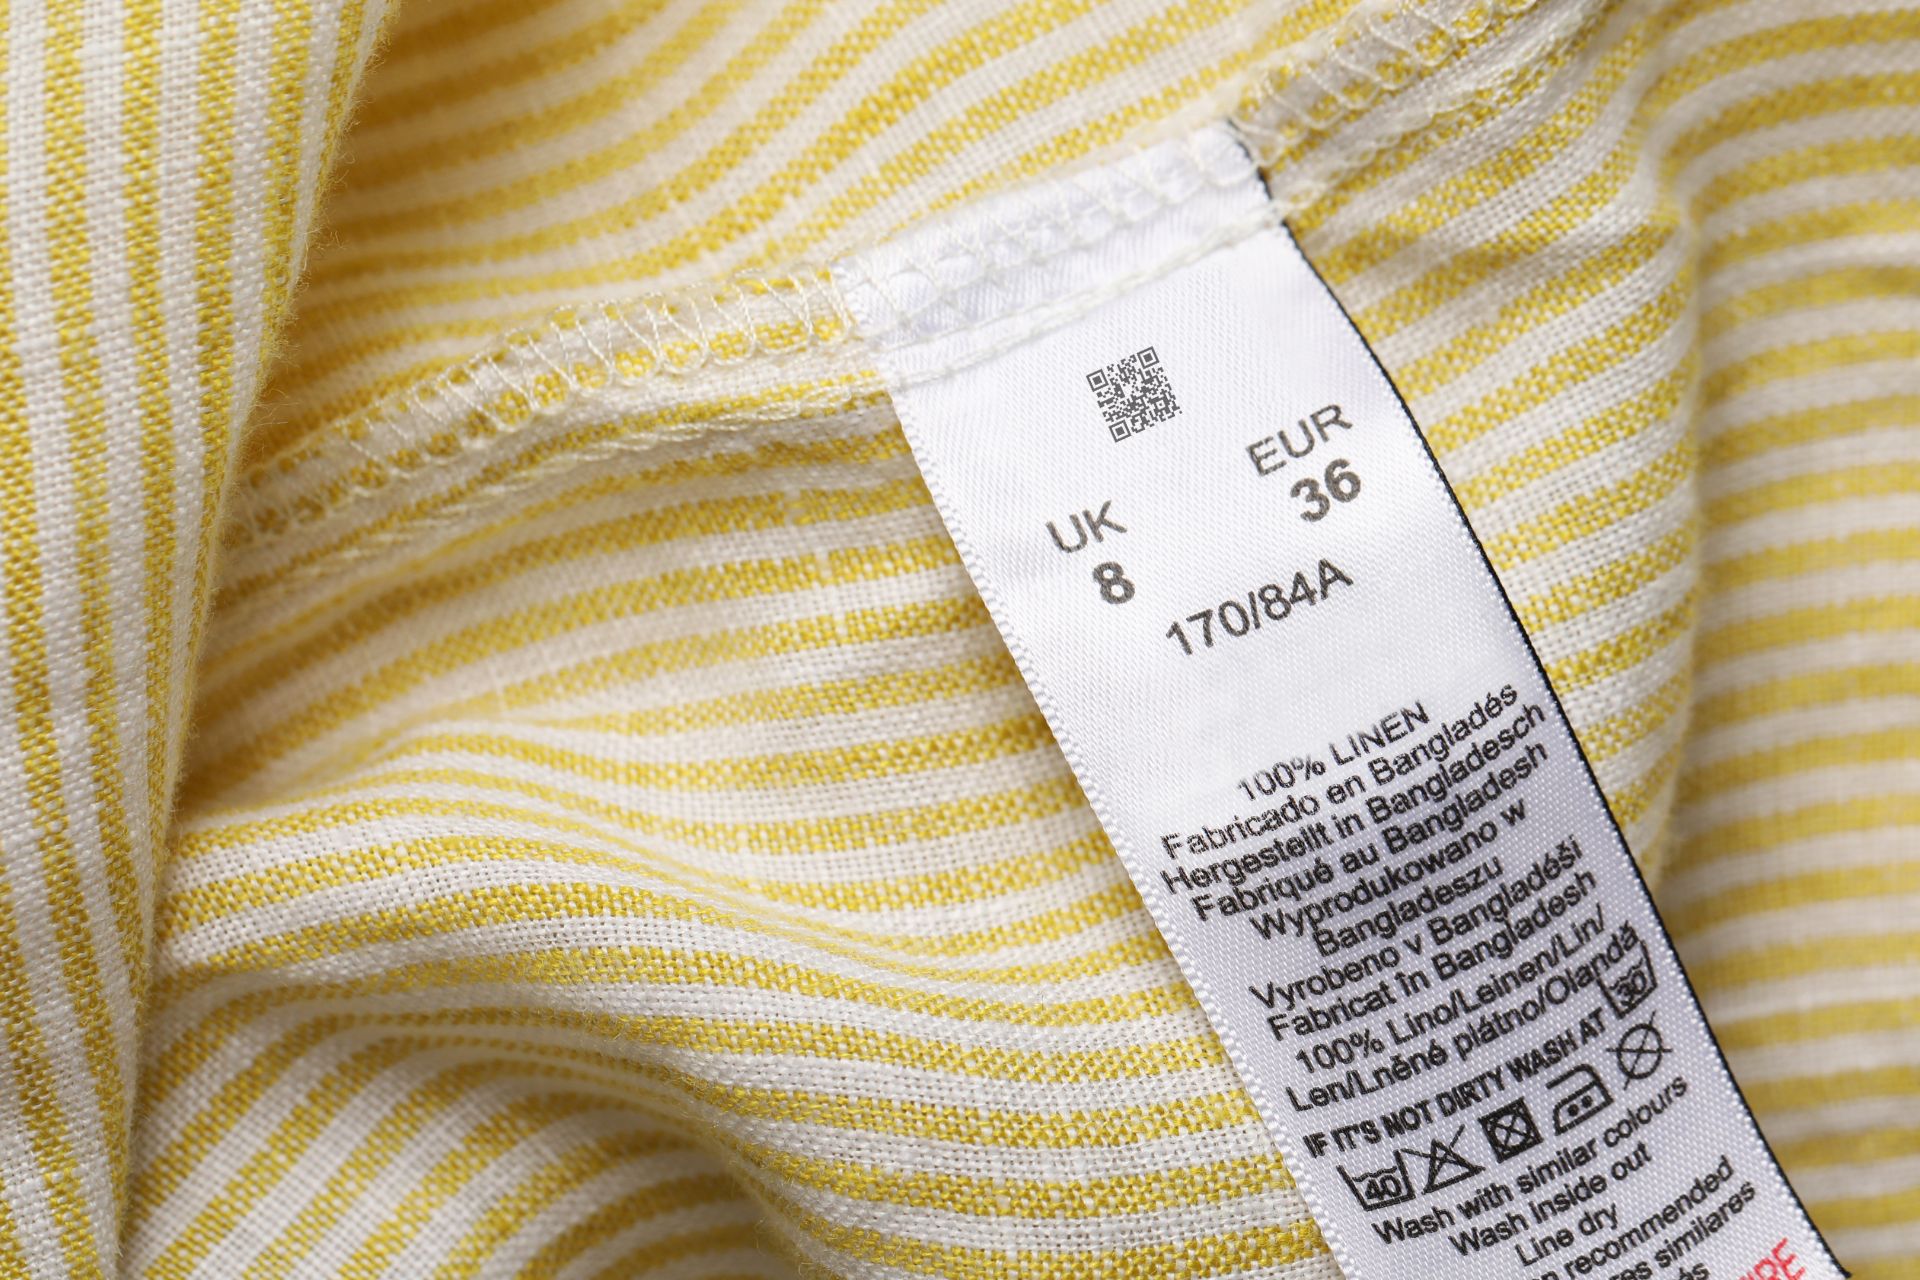 UK EUR
8 36
170/84A
100% LINEN
Fabricado en Bangladés
Hergestellt in Bangladesch
Fabriqué au Bangladesh
Wyprodukowano w
Bangladeszu
Vyrobeno v Bangladéši
Fabricat în Bangladesh
100% Lino/Leinen/Lin/
Len/Lněné plátno/Olandă
IF IT'S NOT DIRTY WASH AT 30
40
Wash with similar colours
Wash inside out
Line dry
recommended
similares